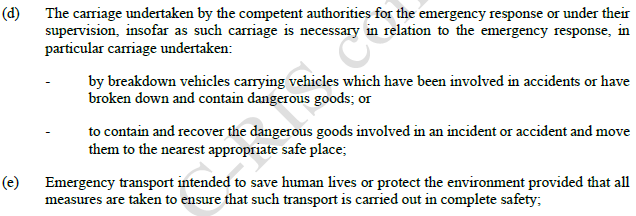 (d) The carriage undertaken by the competent authorities for the emergency response or under their
supervision, insofar as such carriage is necessary in relation to the emergency response, in
particular carriage undertaken:
- by breakdown vehicles carrying vehicles which have been involved in accidents or have
broken down and contain dangerous goods; or
- to contain and recover the dangerous goods involved in an incident or accident and move
them to the nearest appropriate safe place;
(e) Emergency transport intended to save human lives or protect the environment provided that all
measures are taken to ensure that such transport is carried out in complete safety;
C-RIS.com